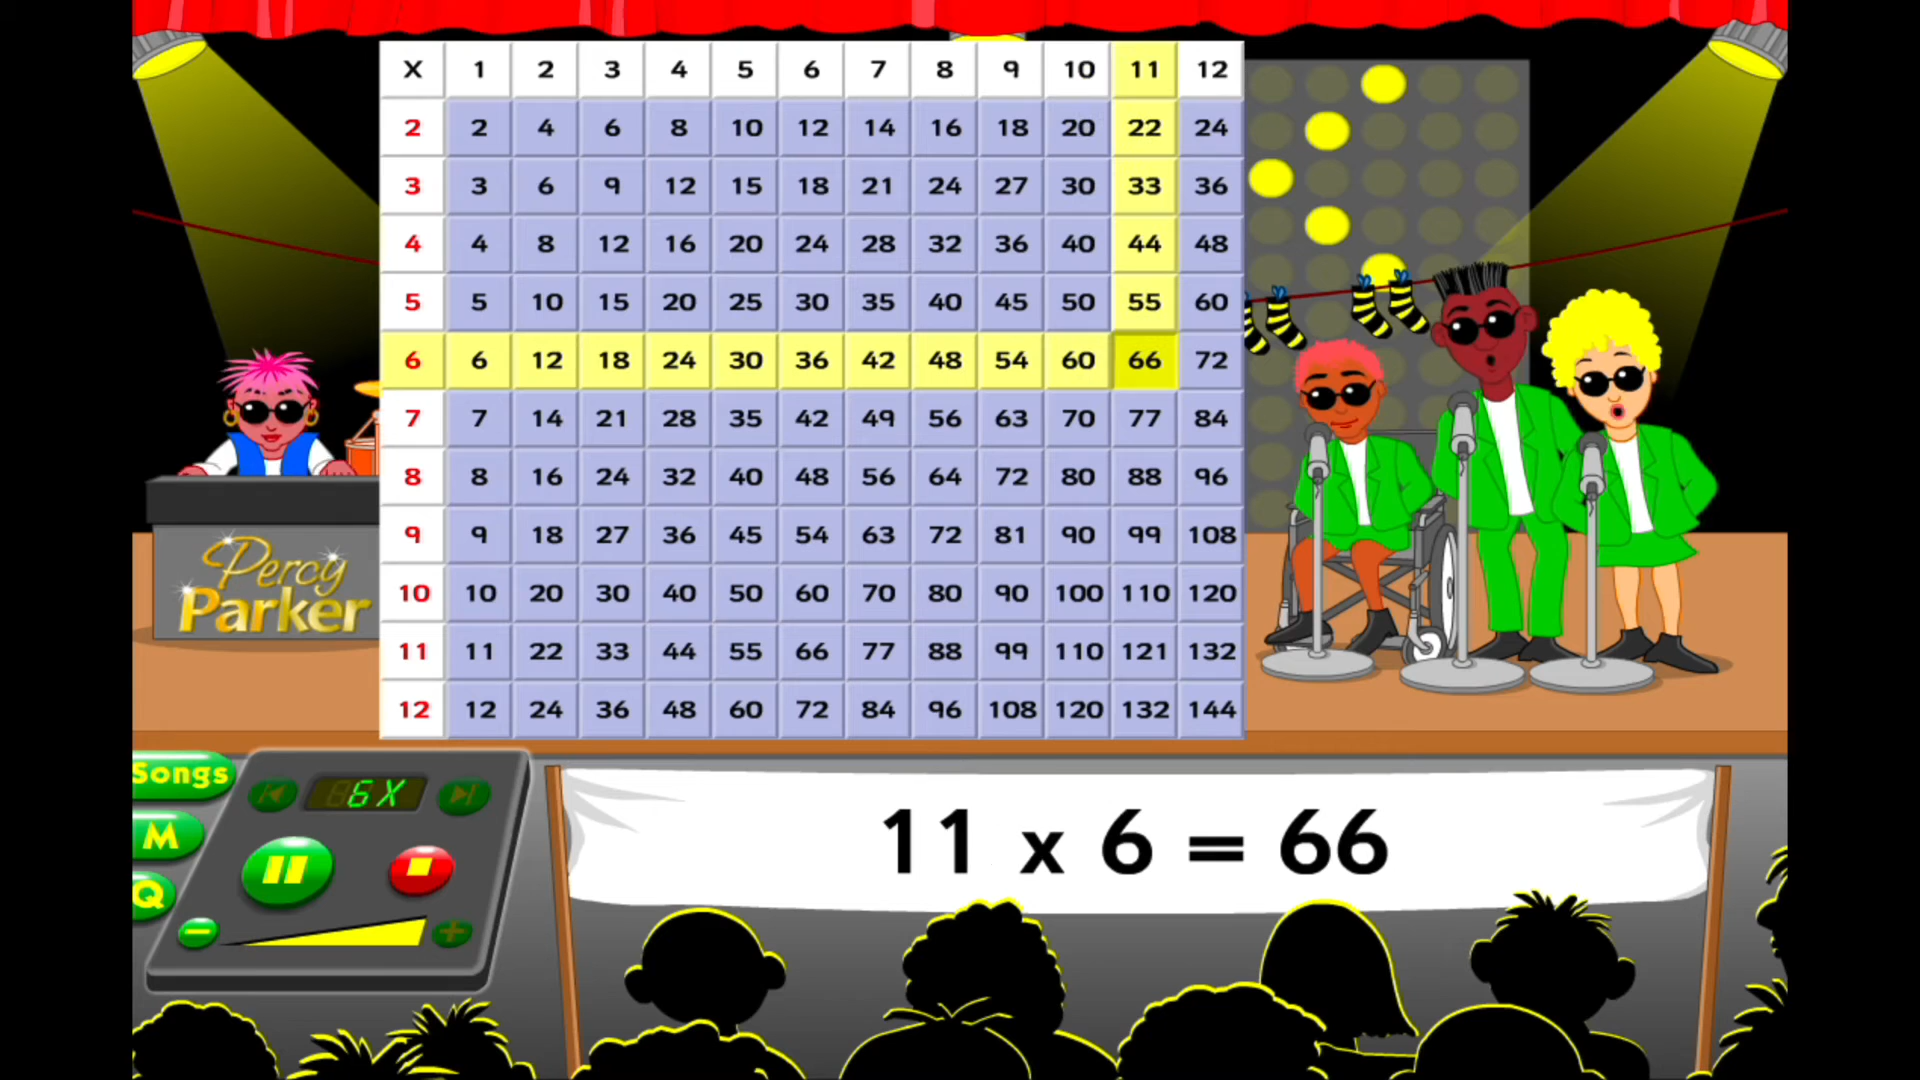 X 1 2 3 4 5 6 7 8 9 10 11 12
2 2 4 6 8 10 12 14 16 18 20 22 24
3 3 6 9 12 15 18 21 24 27 30 33 36
4 4 8 12 16 20 24 28 32 36 40 44 48
5 5 10 15 20 25 30 35 40 45 50 55 60
6 6 12 18 24 30 36 42 48 54 60 66 72
7 7 14 21 28 35 42 49 56 63 70 77 84
8 8 16 24 32 40 48 56 64 72 80 88 96
9 9 18 27 36 45 54 63 72 81 90 99 108
10 10 20 30 40 50 60 70 80 90 100 110 120
11 11 22 33 44 55 66 77 88 99 110 121 132
12 12 24 36 48 60 72 84 96 108 120 132 144
Percy
Parker
Songs
6X
M
Q
11 x 6 = 66